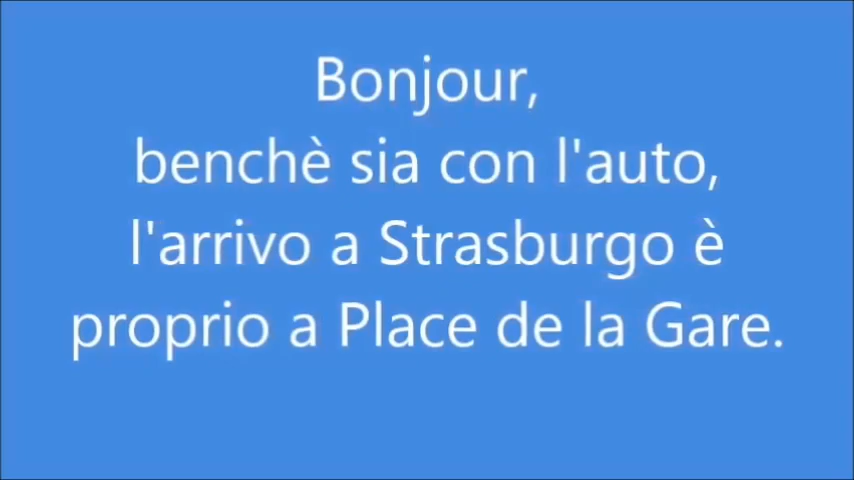 Bonjour,
benchè sia con l'auto,
l'arrivo a Strasburgo è
proprio a Place de la Gare.